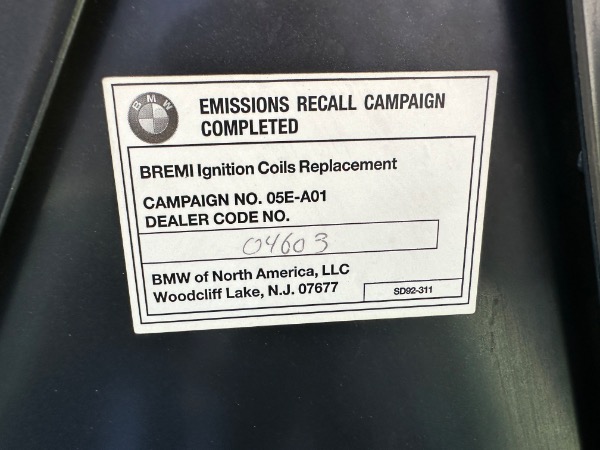 BMW
EMISSIONS RECALL CAMPAIGN
COMPLETED
BREMI Ignition Coils Replacement
CAMPAIGN NO. 05E-A01
DEALER CODE NO.
04603
BMW of North America, LLC
Woodcliff Lake, N.J. 07677
SD92-311